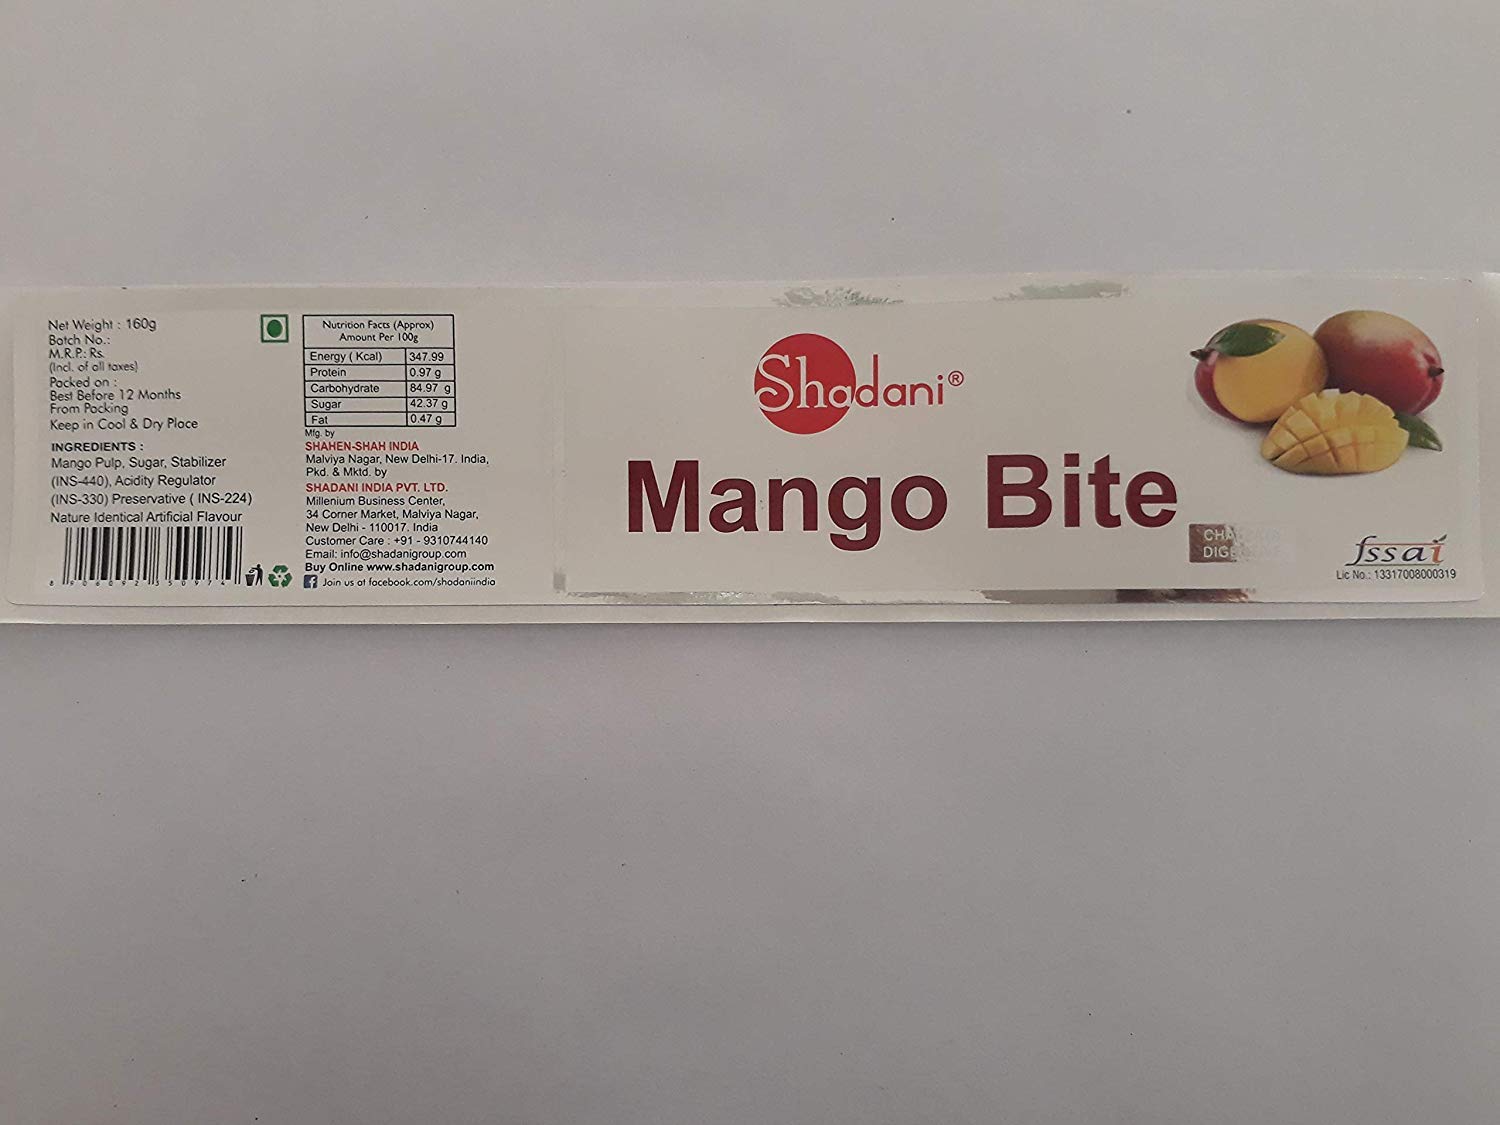 Net Weight : 160g
Batch No.:
M.R.P.: Rs.
(Incl. of all taxes)
Packed on :
Best Before 12 Months
From Packing
Keep in Cool & Dry Place
INGREDIENTS :
Mango Pulp, Sugar, Stabilizer
(INS-440), Acidity Regulator
(INS-330) Preservative ( INS-224)
Nature Identical Artificial Flavour
8 906092 350974
Nutrition Facts (Approx)
Amount Per 100g
Energy ( Kcal) 347.99
Protein 0.97 g
Carbohydrate 84.97 g
Sugar 42.37 g
Fat 0.47 g
Mfg. by
SHAHEN-SHAH INDIA
Malviya Nagar, New Delhi-17. India,
Pkd. & Mktd. by
SHADANI INDIA PVT. LTD.
Millenium Business Center,
34 Corner Market, Malviya Nagar,
New Delhi - 110017. India
Customer Care : +91 - 9310744140
Email: info@shadanigroup.com
Buy Online www.shadanigroup.com
Join us at facebook.com/shadaniindia
Shadani®
Mango Bite
fssai
Lic No.: 13317008000319